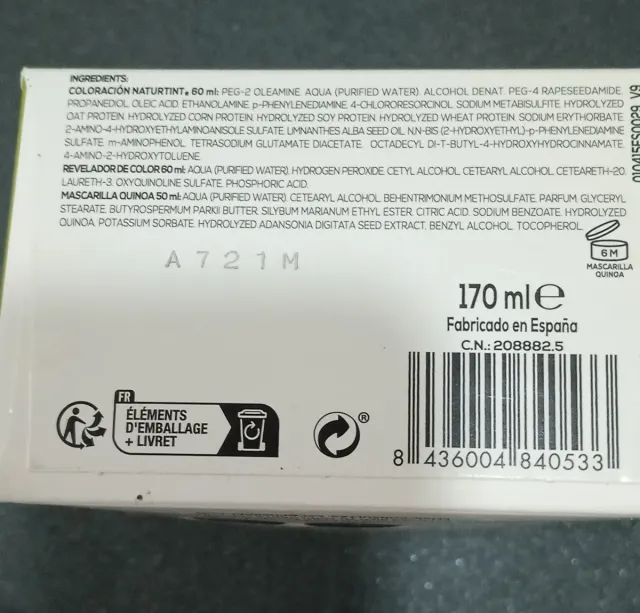 INGREDIENTS:
COLORACIÓN NATURTINT® 60 ml: PEG-2 OLEAMINE. AQUA (PURIFIED WATER). ALCOHOL DENAT. PEG-4 RAPESEEDAMIDE.
PROPANEDIOL. OLEIC ACID. ETHANOLAMINE. p-PHENYLENEDIAMINE. 4-CHLORORESORCINOL. SODIUM METABISULFITE. HYDROLYZED
OAT PROTEIN. HYDROLYZED CORN PROTEIN. HYDROLYZED SOY PROTEIN. HYDROLYZED WHEAT PROTEIN. SODIUM ERYTHORBATE.
2-AMINO-4-HYDROXYETHYLAMINOANISOLE SULFATE. LIMNANTHES ALBA SEED OIL. N,N-BIS (2-HYDROXYETHYL)-p-PHENYLENEDIAMINE
SULFATE. m-AMINOPHENOL. TETRASODIUM GLUTAMATE DIACETATE. OCTADECYL DI-T-BUTYL-4-HYDROXYHYDROCINNAMATE.
4-AMINO-2-HYDROXYTOLUENE.
REVELADOR DE COLOR 60 ml: AQUA (PURIFIED WATER). HYDROGEN PEROXIDE. CETYL ALCOHOL. CETEARYL ALCOHOL. CETEARETH-20.
LAURETH-3. OXYQUINOLINE SULFATE. PHOSPHORIC ACID.
MASCARILLA QUINOA 50 ml: AQUA (PURIFIED WATER). CETEARYL ALCOHOL. BEHENTRIMONIUM METHOSULFATE. PARFUM. GLYCERYL
STEARATE. BUTYROSPERMUM PARKII BUTTER. SILYBUM MARIANUM ETHYL ESTER. CITRIC ACID. SODIUM BENZOATE. HYDROLYZED
QUINOA. POTASSIUM SORBATE. HYDROLYZED ADANSONIA DIGITATA SEED EXTRACT. BENZYL ALCOHOL. TOCOPHEROL.
6 M
MASCARILLA
QUINOA
A721M
170 ml e
Fabricado en España
C.N.: 208882.5
FR
ÉLÉMENTS
D'EMBALLAGE
+ LIVRET
®
8 436004 840533